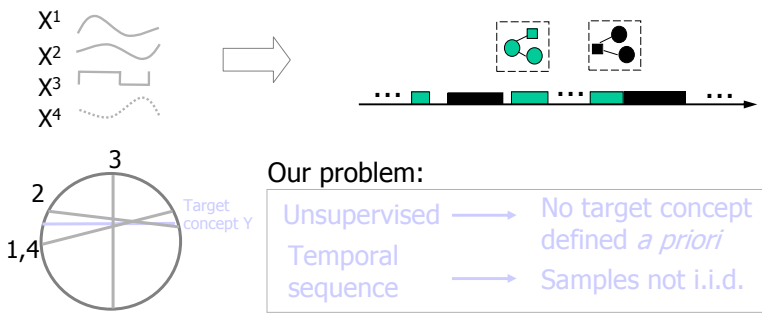 X1
X2
X3
X4
...
...
...
3
2
1,4
Target
concept Y
Our problem:
Unsupervised
No target concept
defined a priori
Temporal
sequence
Samples not i.i.d.